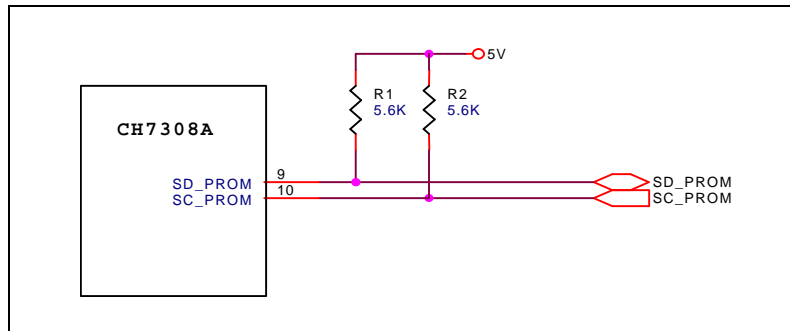 5V
R1 R2
5.6K 5.6K
CH7308A
9
SD_PROM SD_PROM
10
SC_PROM SC_PROM